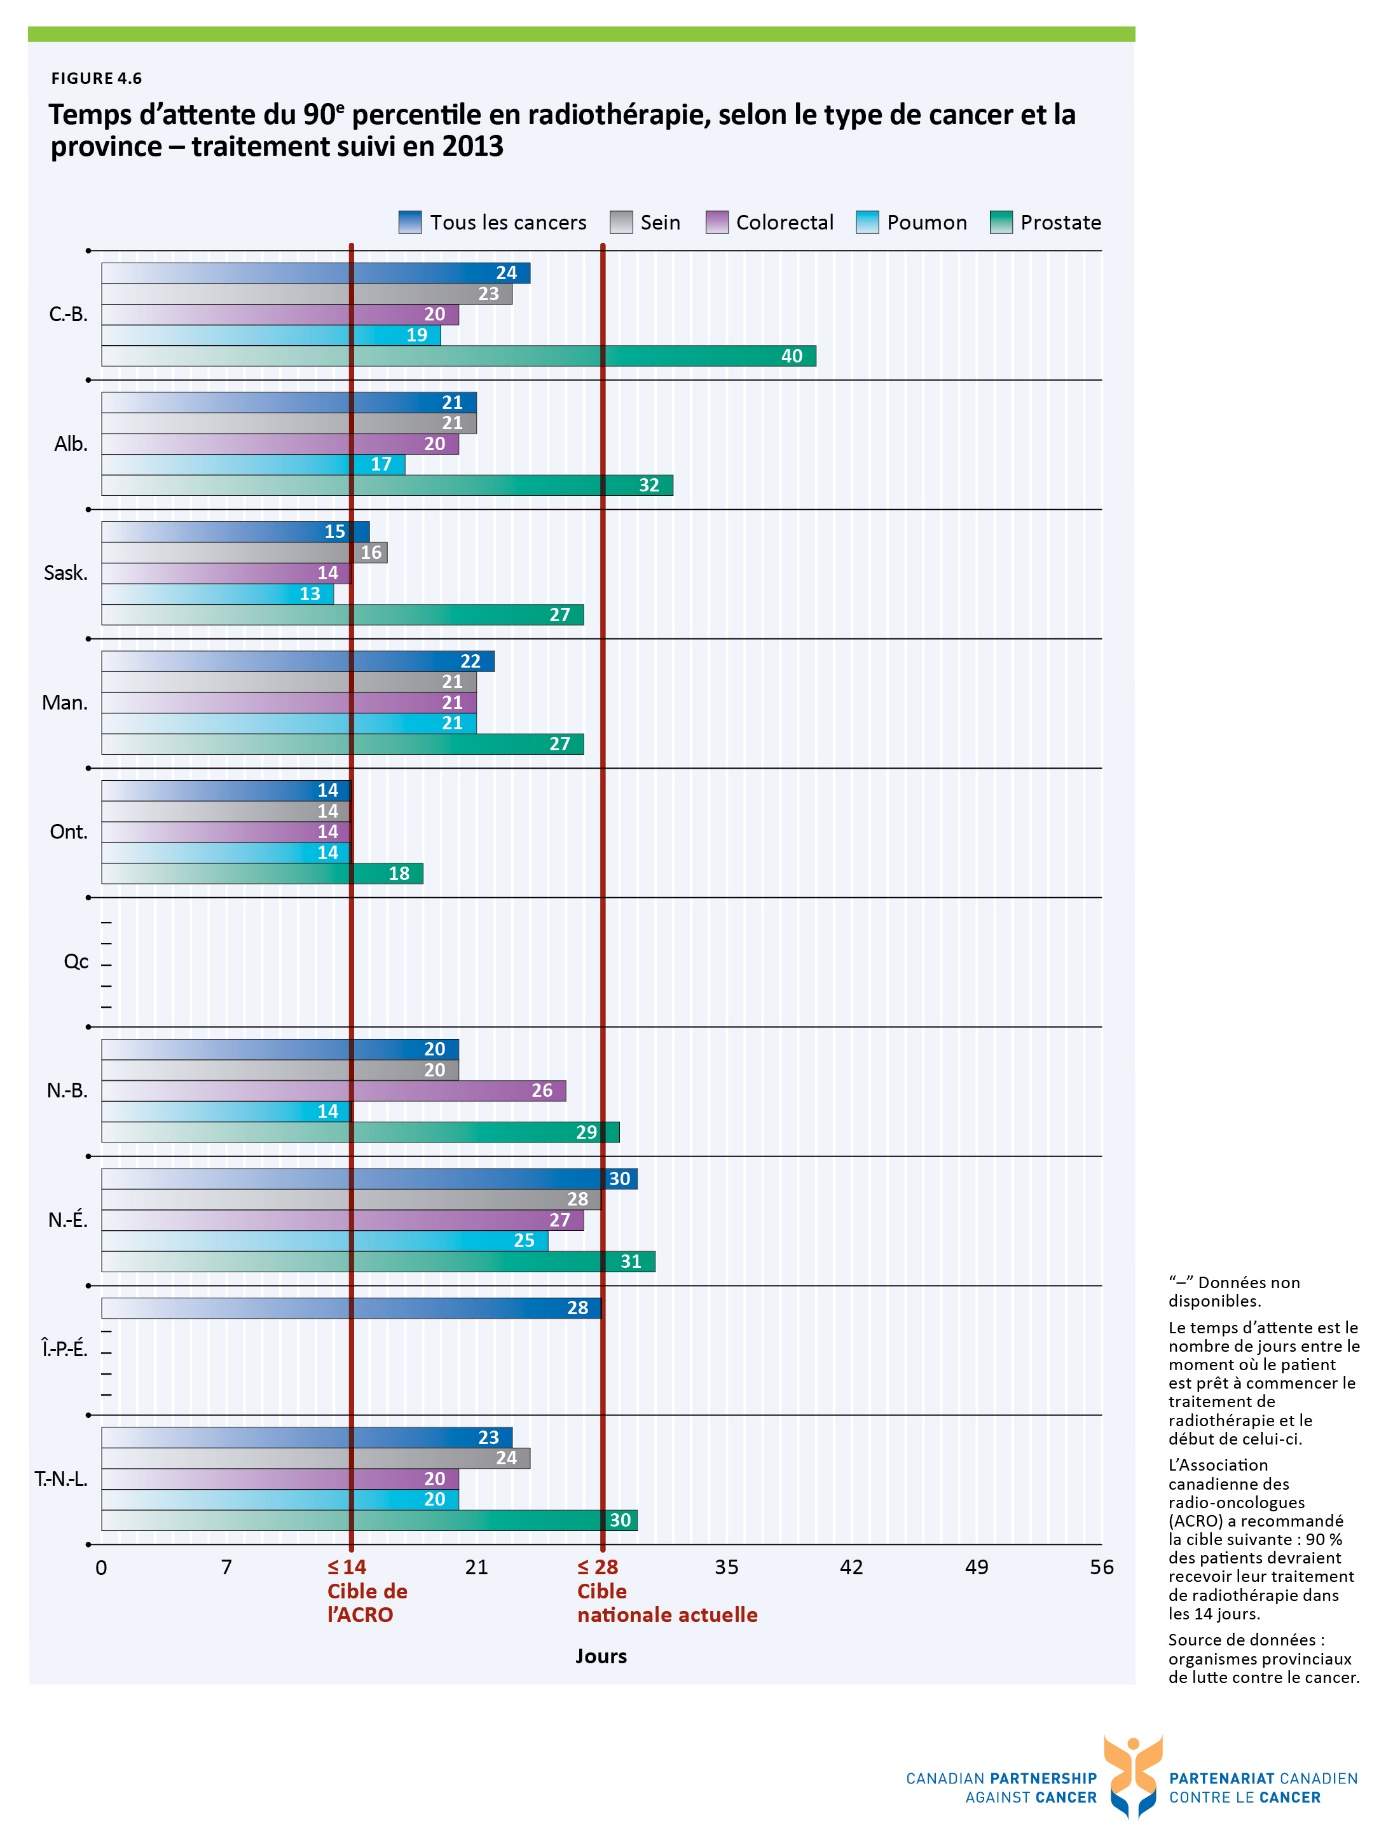 FIGURE 4.6
Temps d’attente du 90e percentile en radiothérapie, selon le type de cancer et la
province – traitement suivi en 2013
Tous les cancers Sein Colorectal Poumon Prostate
C.-B.
24
23
20
19
40
Alb.
21
21
20
17
32
Sask.
15
16
14
13
27
Man.
22
21
21
21
27
Ont.
14
14
14
14
18
Qc
–
–
–
–
–
N.-B.
20
20
26
14
29
N.-É.
30
28
27
25
31
Î.-P.-É.
28
–
–
–
–
T.-N.-L.
23
24
20
20
30
0 7 ≤ 14 21 ≤ 28 35 42 49 56
Cible de
l’ACRO
Cible
nationale actuelle
Jours
“–” Données non
disponibles.
Le temps d’attente est le
nombre de jours entre le
moment où le patient
est prêt à commencer le
traitement de
radiothérapie et le
début de celui-ci.
L’Association
canadienne des
radio-oncologues
(ACRO) a recommandé
la cible suivante : 90 %
des patients devraient
recevoir leur traitement
de radiothérapie dans
les 14 jours.
Source de données :
organismes provinciaux
de lutte contre le cancer.
CANADIAN PARTNERSHIP
AGAINST CANCER
PARTENARIAT CANADIEN
CONTRE LE CANCER